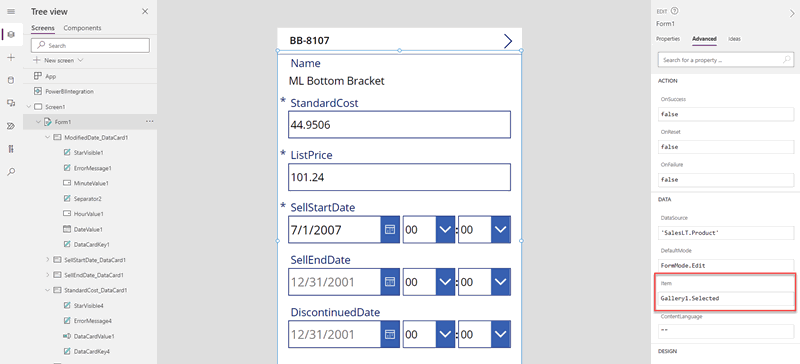 Tree view
Screens Components
Search
New screen
App
PowerBIIntegration
Screen1
Form1
ModifiedDate_DataCard1
StarVisible1
ErrorMessage1
MinuteValue1
Separator2
HourValue1
DateValue1
DataCardKey1
SellStartDate_DataCard1
SellEndDate_DataCard1
StandardCost_DataCard1
StarVisible4
ErrorMessage4
DataCardValue1
DataCardKey4
BB-8107
Name
ML Bottom Bracket
* StandardCost
44.9506
* ListPrice
101.24
* SellStartDate
7/1/2007 00 : 00
SellEndDate
12/31/2001 00 : 00
DiscontinuedDate
12/31/2001 00 : 00
EDIT
Form1
Properties Advanced Ideas
Search for a property ...
ACTION
OnSuccess
false
OnReset
false
OnFailure
false
DATA
DataSource
'SalesLT.Product'
DefaultMode
FormMode.Edit
Item
Gallery1.Selected
ContentLanguage
""
DESIGN